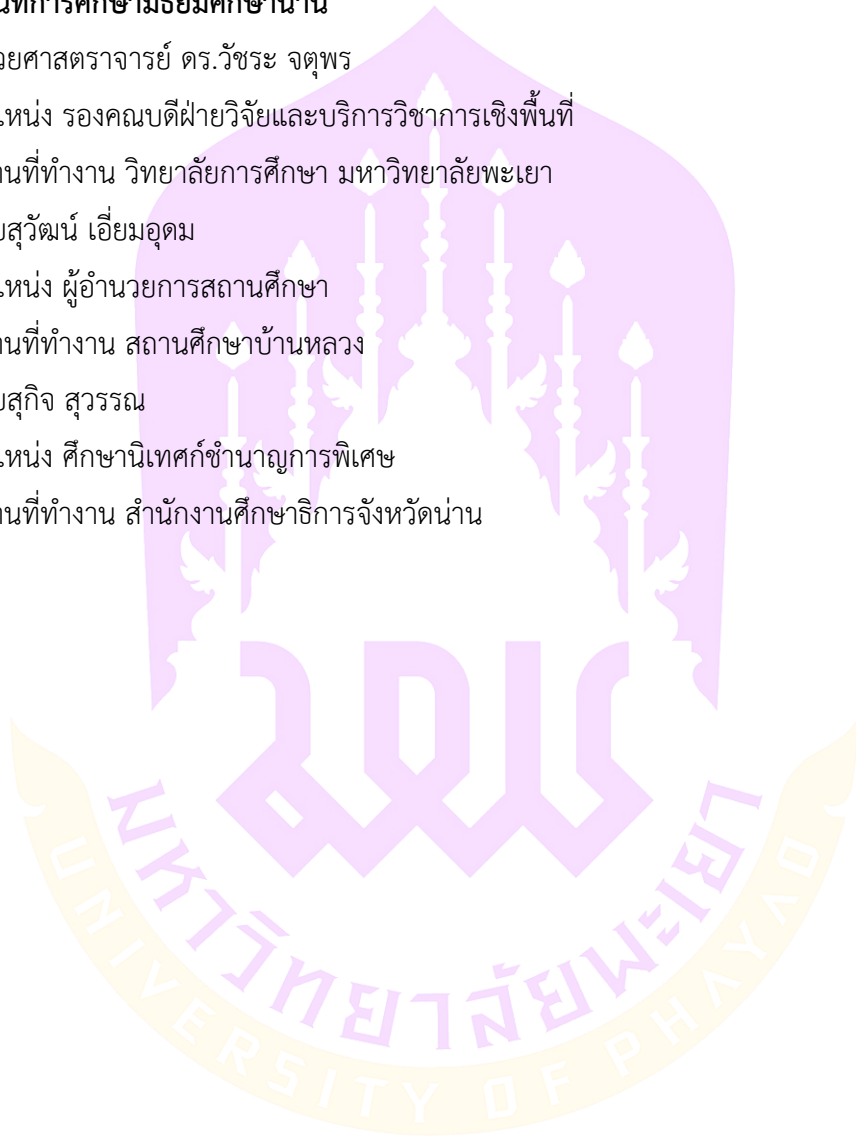 นที่การศึกษามัธยมศึกษาน่าน
วยศาสตราจารย์ ดร.วัชระ จตุพร
หน่ง รองคณบดีฝ่ายวิจัยและบริการวิชาการเชิงพื้นที่
านที่ทำงาน วิทยาลัยการศึกษา มหาวิทยาลัยพะเยา
สุวัฒน์ เอี่ยมอุดม
หน่ง ผู้อำนวยการสถานศึกษา
านที่ทำงาน สถานศึกษาบ้านหลวง
สุกิจ สุวรรณ
หน่ง ศึกษานิเทศก์ชำนาญการพิเศษ
านที่ทำงาน สำนักงานศึกษาธิการจังหวัดน่าน
มหาวิทยาลัยพะเยา
UNIVERSITY OF PHAYAO